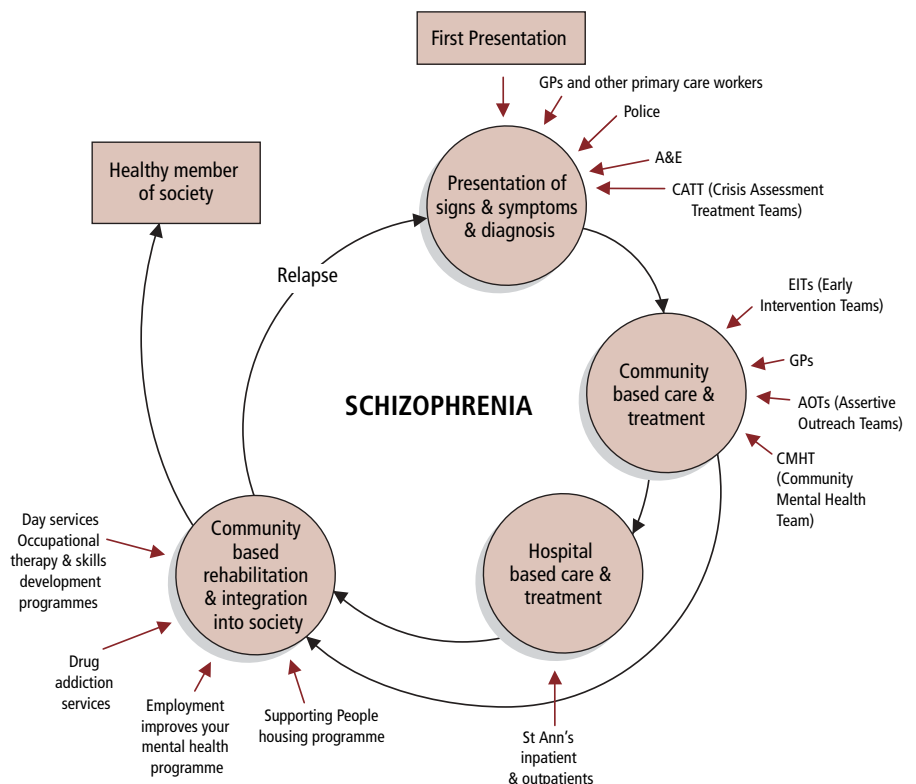 First Presentation
GPs and other primary care workers
Police
A&E
CATT (Crisis Assessment
Treatment Teams)
Presentation of
signs & symptoms
& diagnosis
Healthy member
of society
Relapse
EITs (Early
Intervention Teams)
GPs
AOTs (Assertive
Outreach Teams)
CMHT
(Community
Mental Health
Team)
Community
based care &
treatment
SCHIZOPHRENIA
Hospital
based care &
treatment
St Ann's
inpatient
& outpatients
Community
based
rehabilitation
& integration
into society
Day services
Occupational
therapy & skills
development
programmes
Drug
addiction
services
Employment
improves your
mental health
programme
Supporting People
housing programme